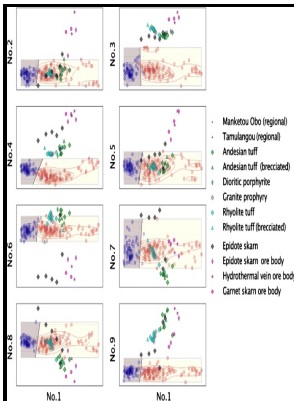 No.2
No.3
No.4
No.5
No.6
No.7
No.8
No.9
No.1
No.1
Manketou Obo (regional)
Tamulangou (regional)
Andesian tuff
Andesian tuff (brecciated)
Dioritic porphyrite
Granite prophyry
Rhyolite tuff
Rhyolite tuff (brecciated)
Epidote skarn
Epidote skarn ore body
Hydrothermal vein ore body
Garnet skarn ore body